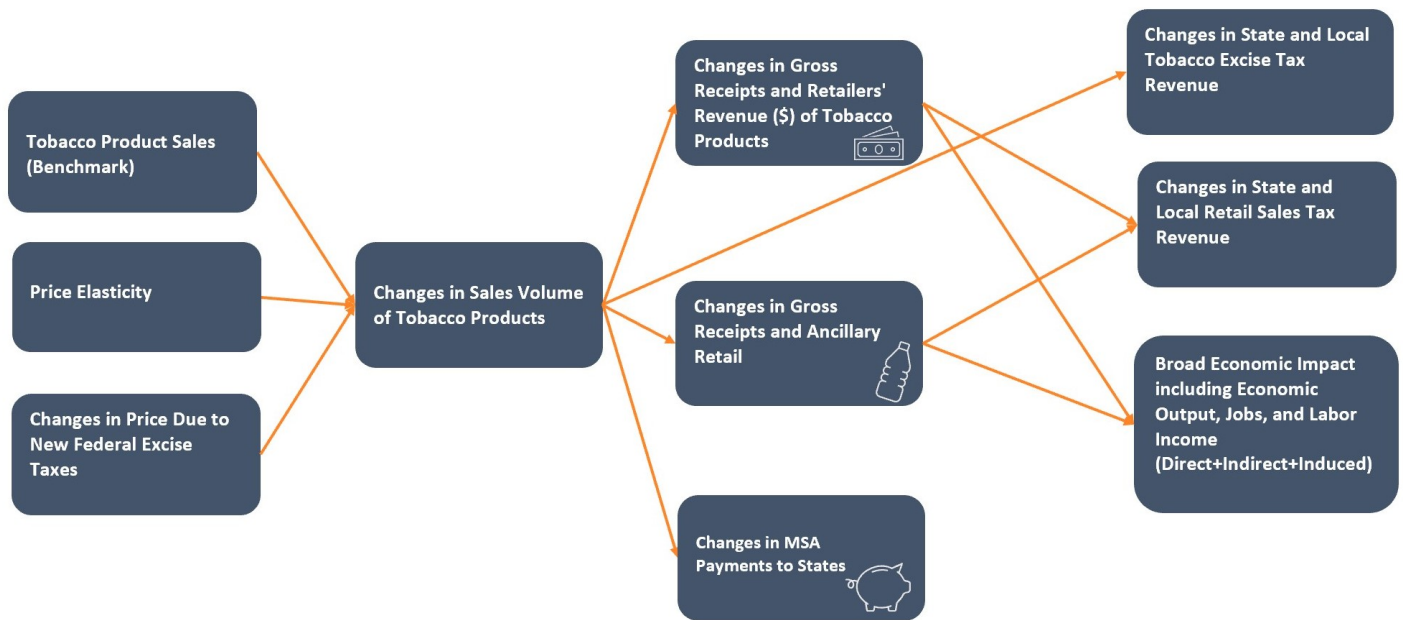 Tobacco Product Sales
(Benchmark)
Price Elasticity
Changes in Price Due to
New Federal Excise
Taxes
Changes in Sales Volume
of Tobacco Products
Changes in Gross
Receipts and Retailers'
Revenue ($) of Tobacco
Products
Changes in Gross
Receipts and Ancillary
Retail
Changes in MSA
Payments to States
Changes in State and Local
Tobacco Excise Tax
Revenue
Changes in State and
Local Retail Sales Tax
Revenue
Broad Economic Impact
including Economic
Output, Jobs, and Labor
Income
(Direct+Indirect+Induced)